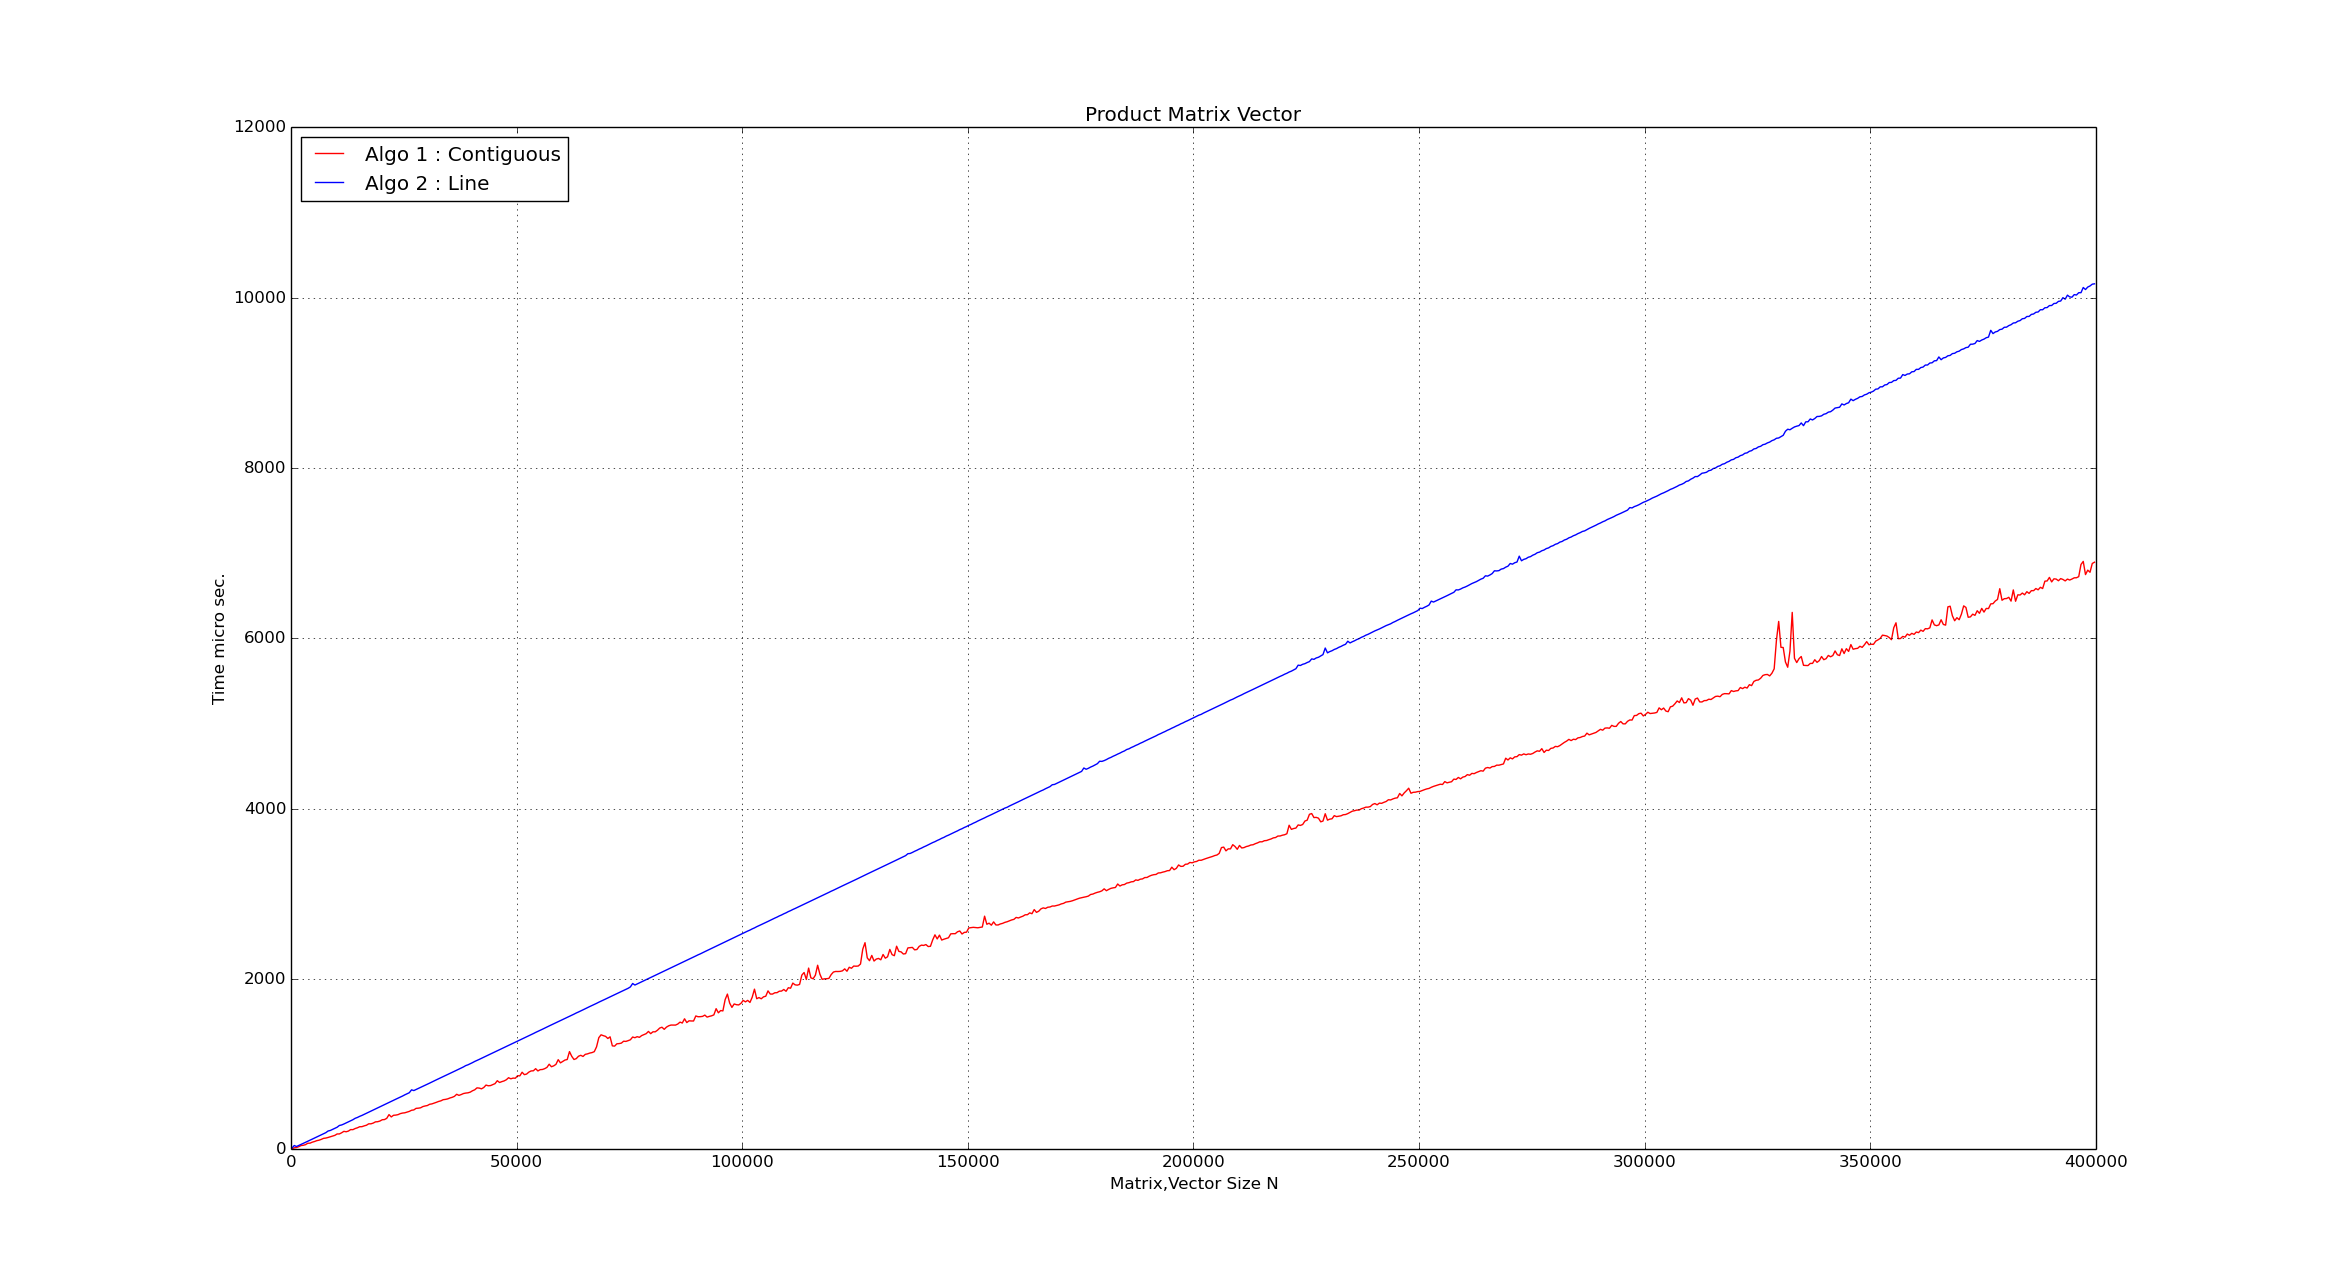 Product Matrix Vector
12000
Algo 1 : Contiguous
Algo 2 : Line
10000
8000
6000
Time micro sec.
4000
2000
0
0 50000 100000 150000 200000 250000 300000 350000 400000
Matrix,Vector Size N